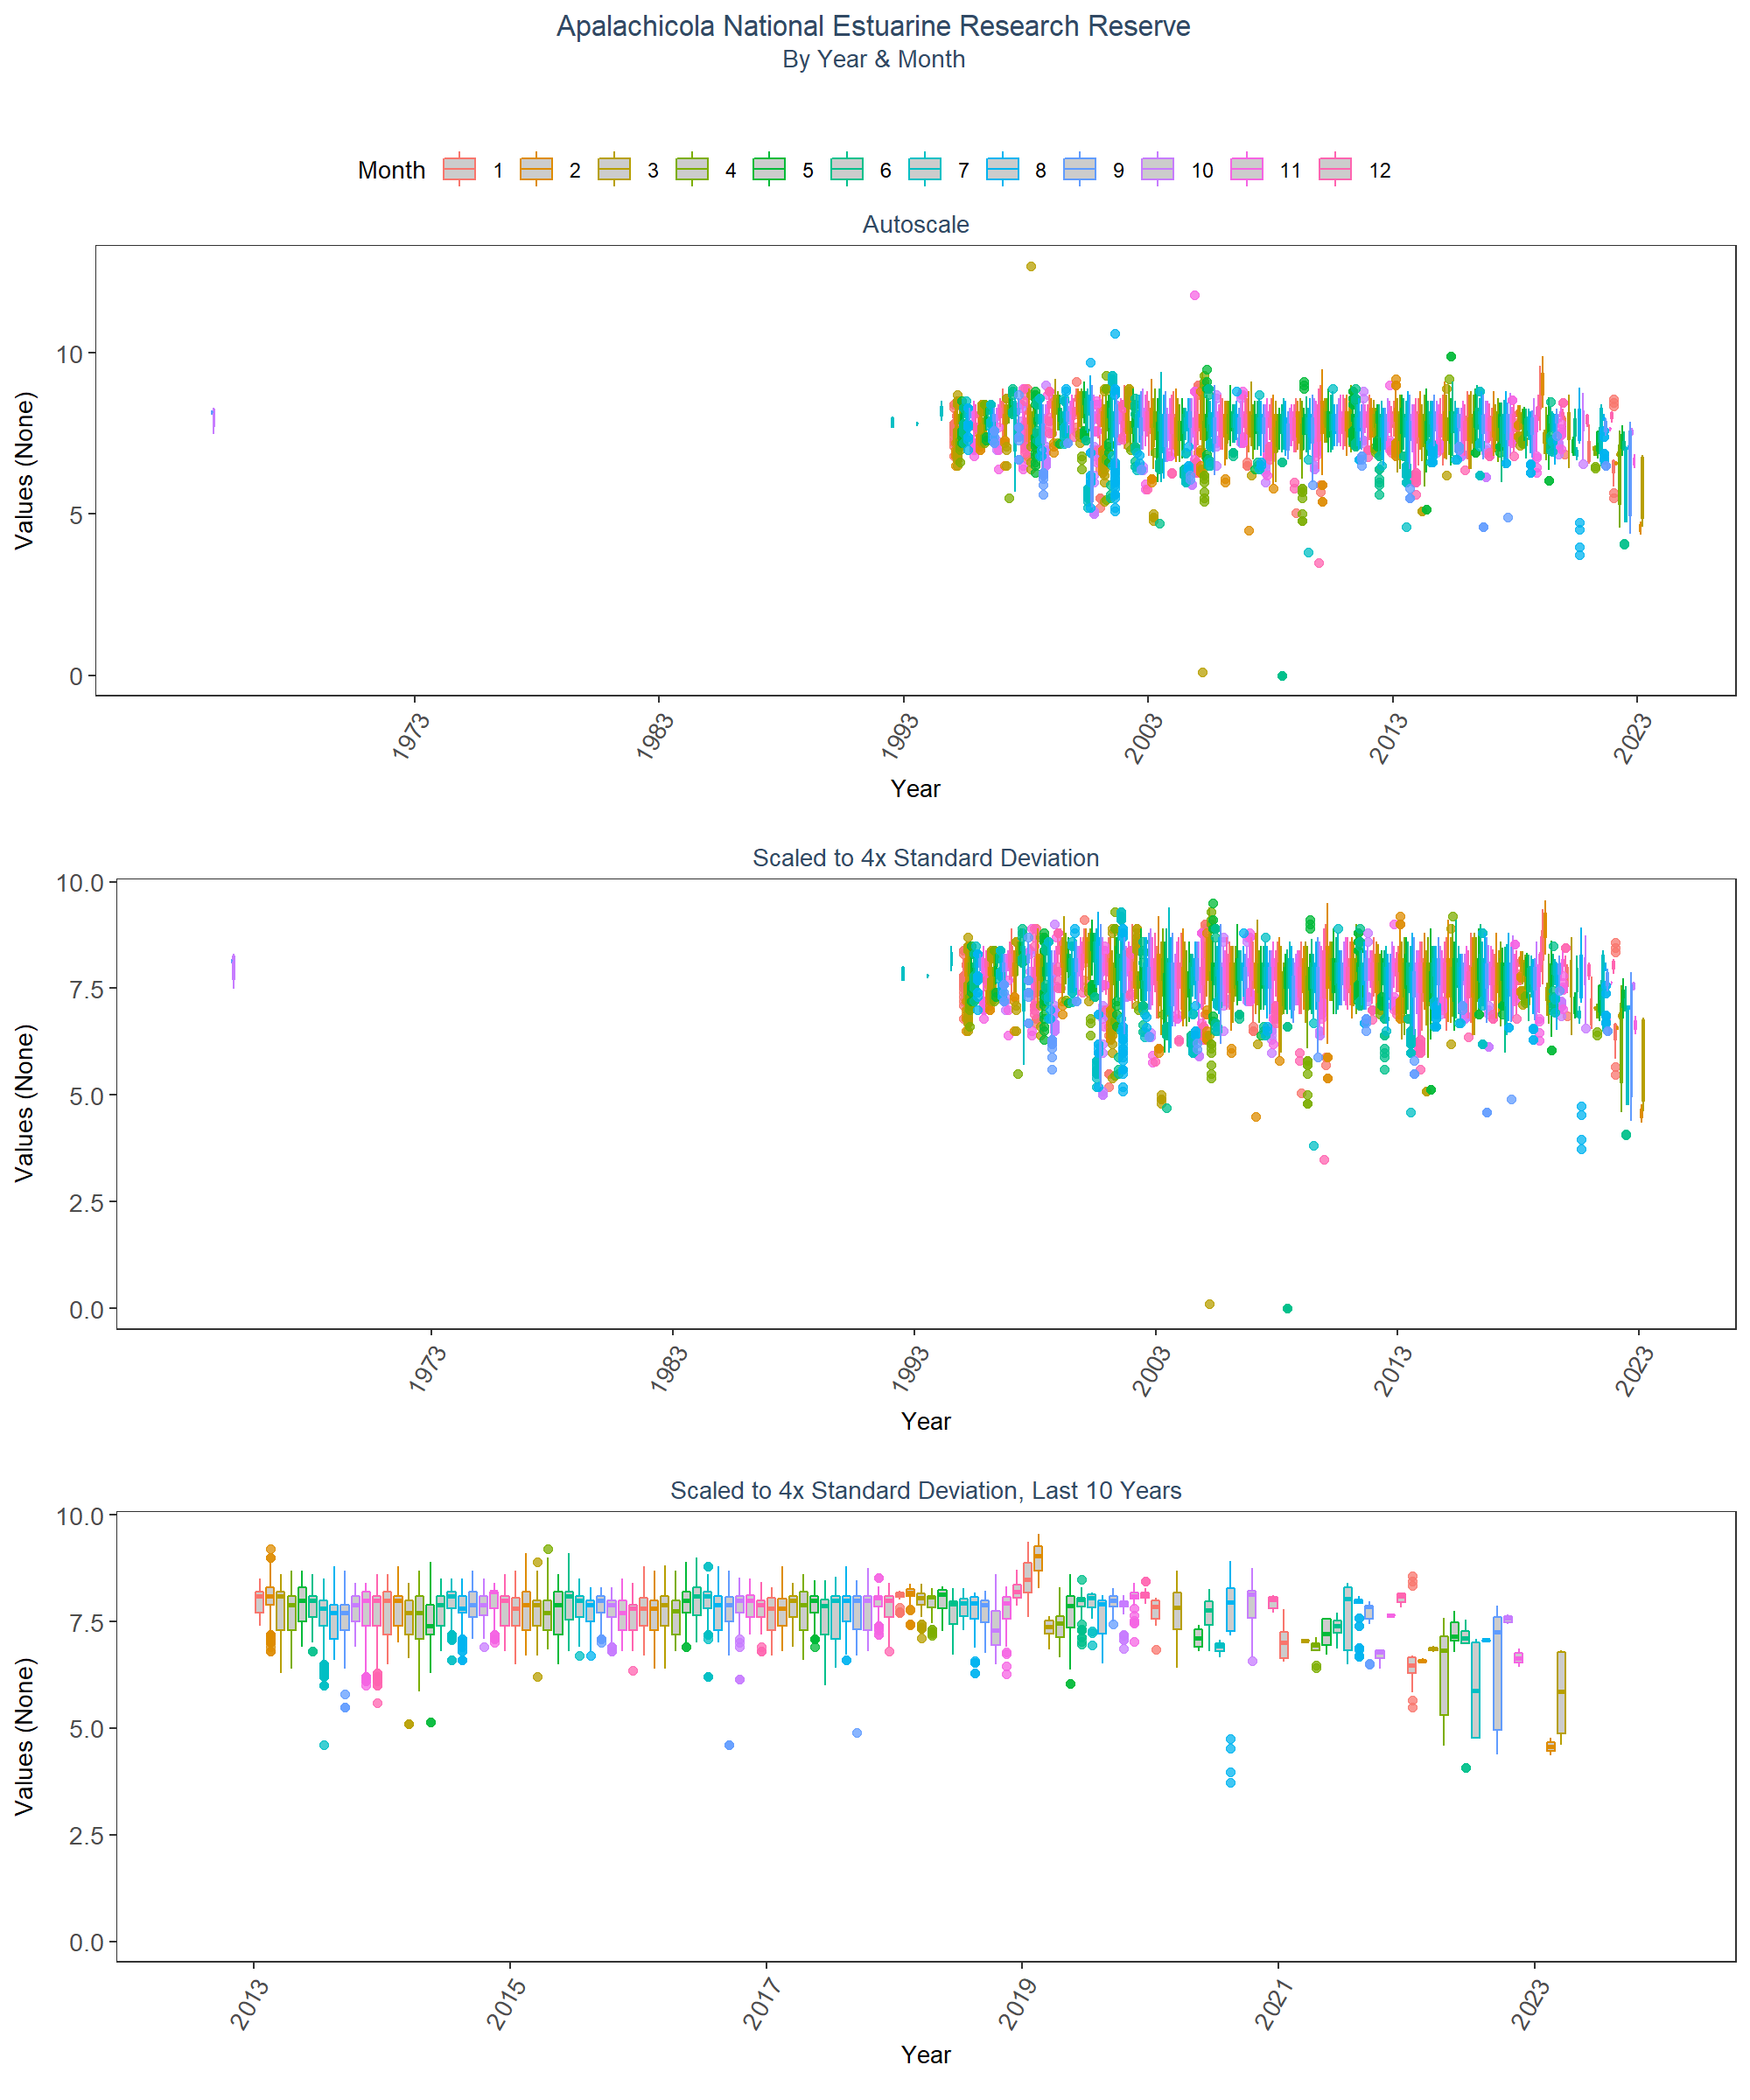 Apalachicola National Estuarine Research Reserve
By Year & Month
Month 1 2 3 4 5 6 7 8 9 10 11 12
Autoscale
Values (None)
10
5
0
1973 1983 1993 2003 2013 2023
Year
Scaled to 4x Standard Deviation
Values (None)
10.0
7.5
5.0
2.5
0.0
1973 1983 1993 2003 2013 2023
Year
Scaled to 4x Standard Deviation, Last 10 Years
Values (None)
10.0
7.5
5.0
2.5
0.0
2013 2015 2017 2019 2021 2023
Year